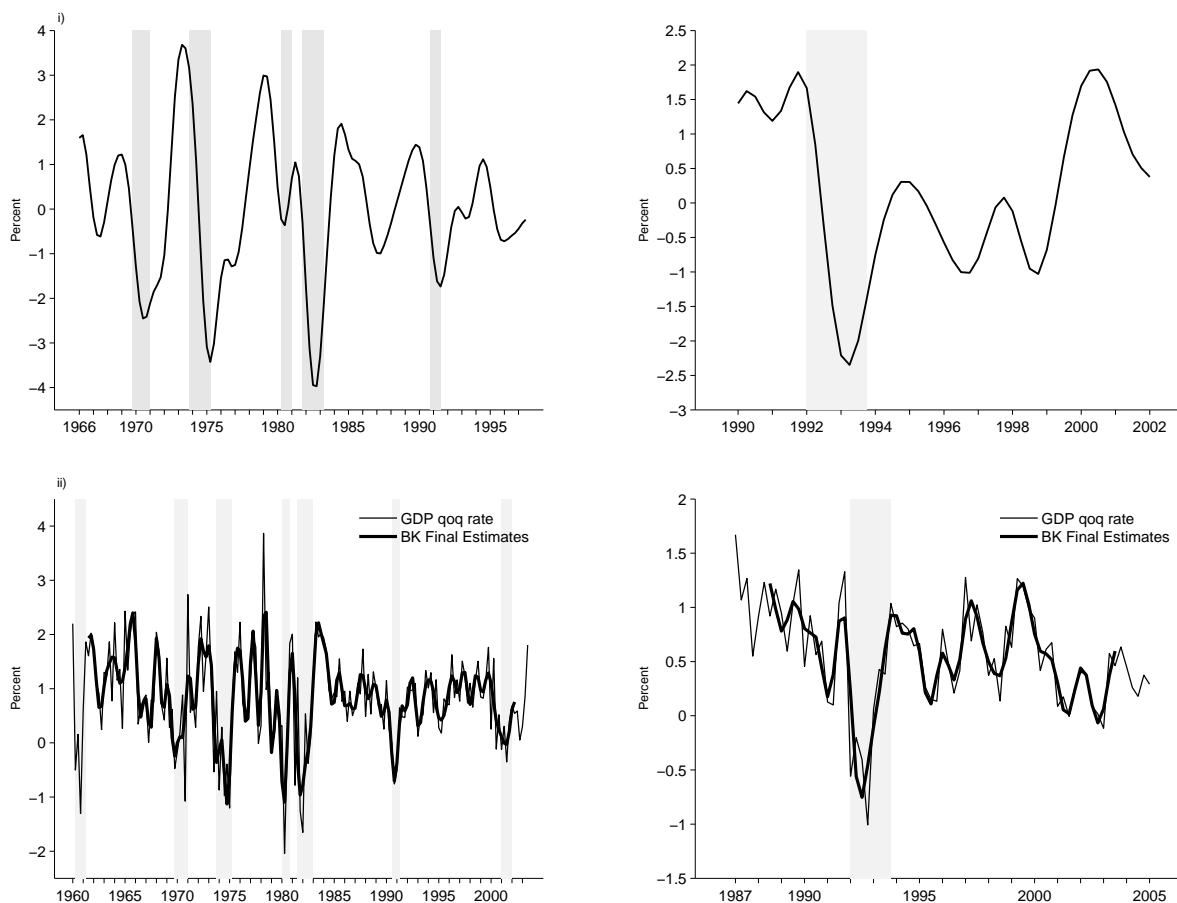 i)
4
3
2
1
0
−1
−2
−3
−4
Percent
1966 1970 1975 1980 1985 1990 1995
2.5
2
1.5
1
0.5
0
−0.5
−1
−1.5
−2
−2.5
−3
Percent
1990 1992 1994 1996 1998 2000 2002
ii)
4
3
2
1
0
−1
−2
Percent
GDP qoq rate
BK Final Estimates
1960 1965 1970 1975 1980 1985 1990 1995 2000
2
1.5
1
0.5
0
−0.5
−1
−1.5
Percent
GDP qoq rate
BK Final Estimates
1987 1990 1995 2000 2005